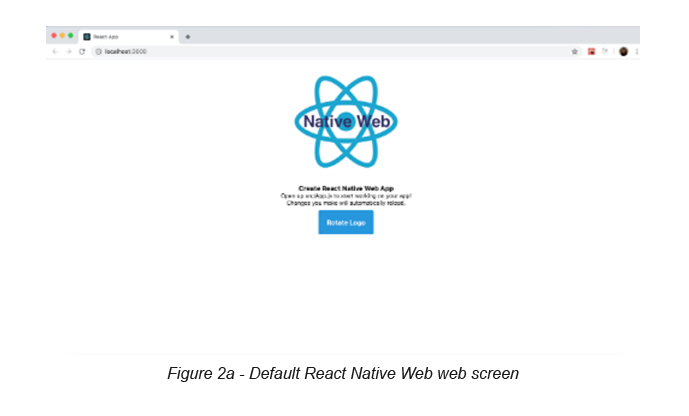 React App
localhost:3000
Native Web
Create React Native Web App
Open up src/App.js to start working on your app!
Changes you make will automatically reload.
Rotate Logo
Figure 2a - Default React Native Web web screen